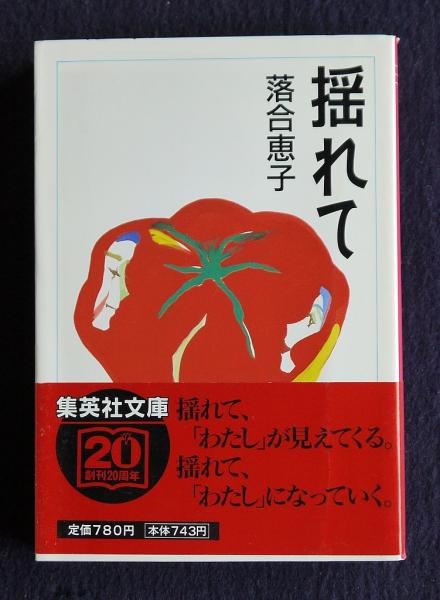 揺れて
落合恵子
集英社文庫
20
創刊20周年
揺れて、
「わたし」が見えてくる。
揺れて、
「わたし」になっていく。
定価780円
本体743円